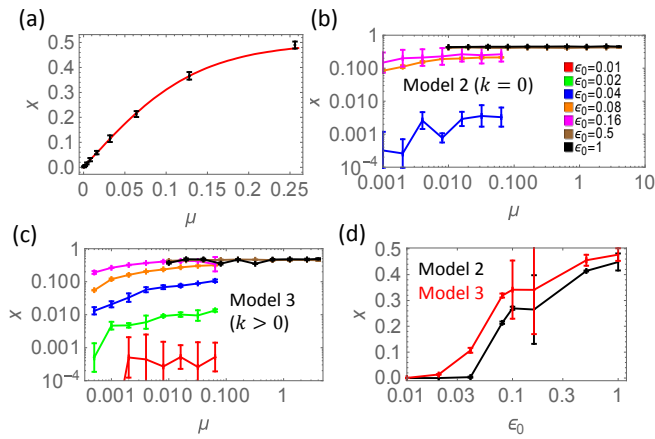 (a)
0.5
0.4
0.3
0.2
0.1
0.0
χ
0.00 0.05 0.10 0.15 0.20 0.25
μ
(b)
1
0.100
0.010
0.001
10⁻⁴
χ
Model 2 (k = 0)
ϵ₀=0.01
ϵ₀=0.02
ϵ₀=0.04
ϵ₀=0.08
ϵ₀=0.16
ϵ₀=0.5
ϵ₀=1
0.001 0.010 0.100 1 10
μ
(c)
1
0.100
0.010
0.001
10⁻⁴
χ
Model 3
(k > 0)
0.001 0.010 0.100 1
μ
(d)
0.5
0.4
0.3
0.2
0.1
0.0
χ
Model 2
Model 3
0.01 0.03 0.1 0.3 1
ϵ₀